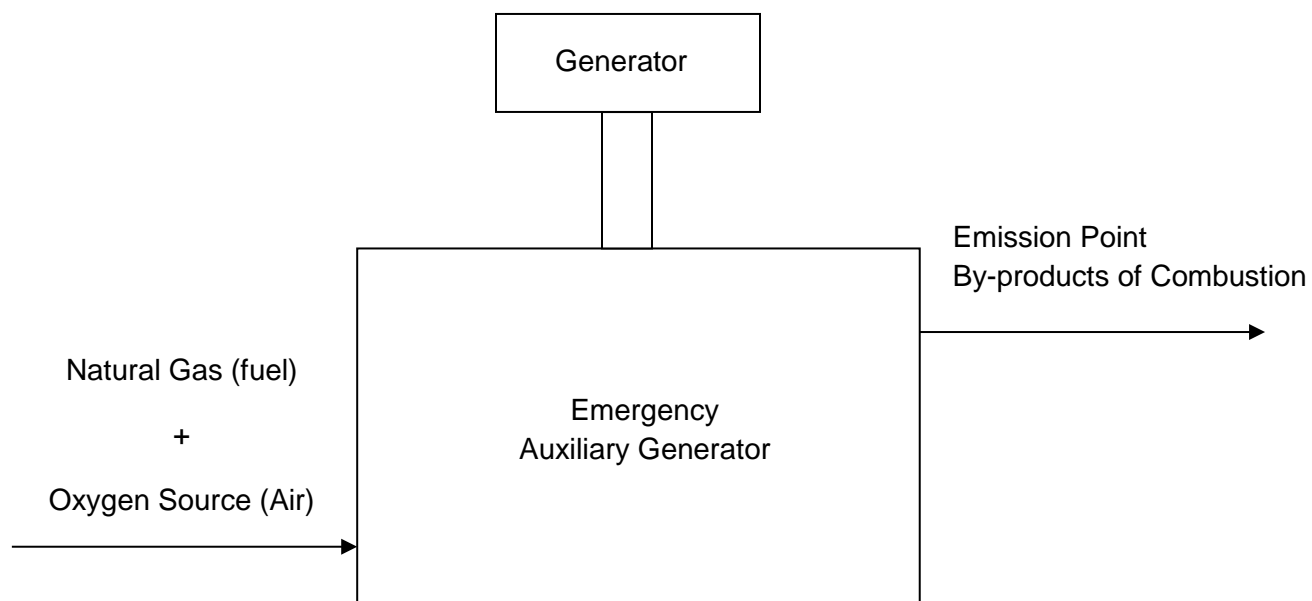 Generator
Emission Point
By-products of Combustion
Natural Gas (fuel)
+
Oxygen Source (Air)
Emergency
Auxiliary Generator